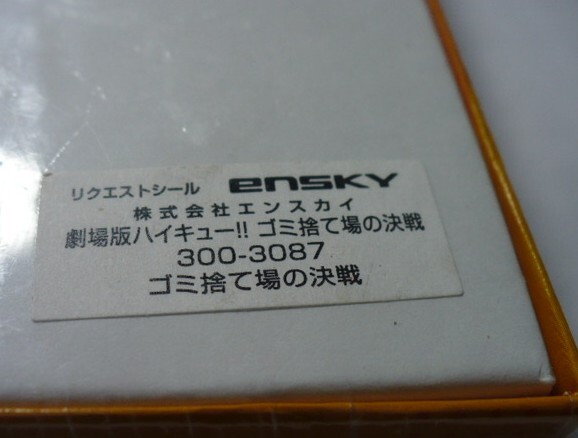 リクエストシール ensky
株式会社エンスカイ
劇場版ハイキュー!! ゴミ捨て場の決戦
300-3087
ゴミ捨て場の決戦